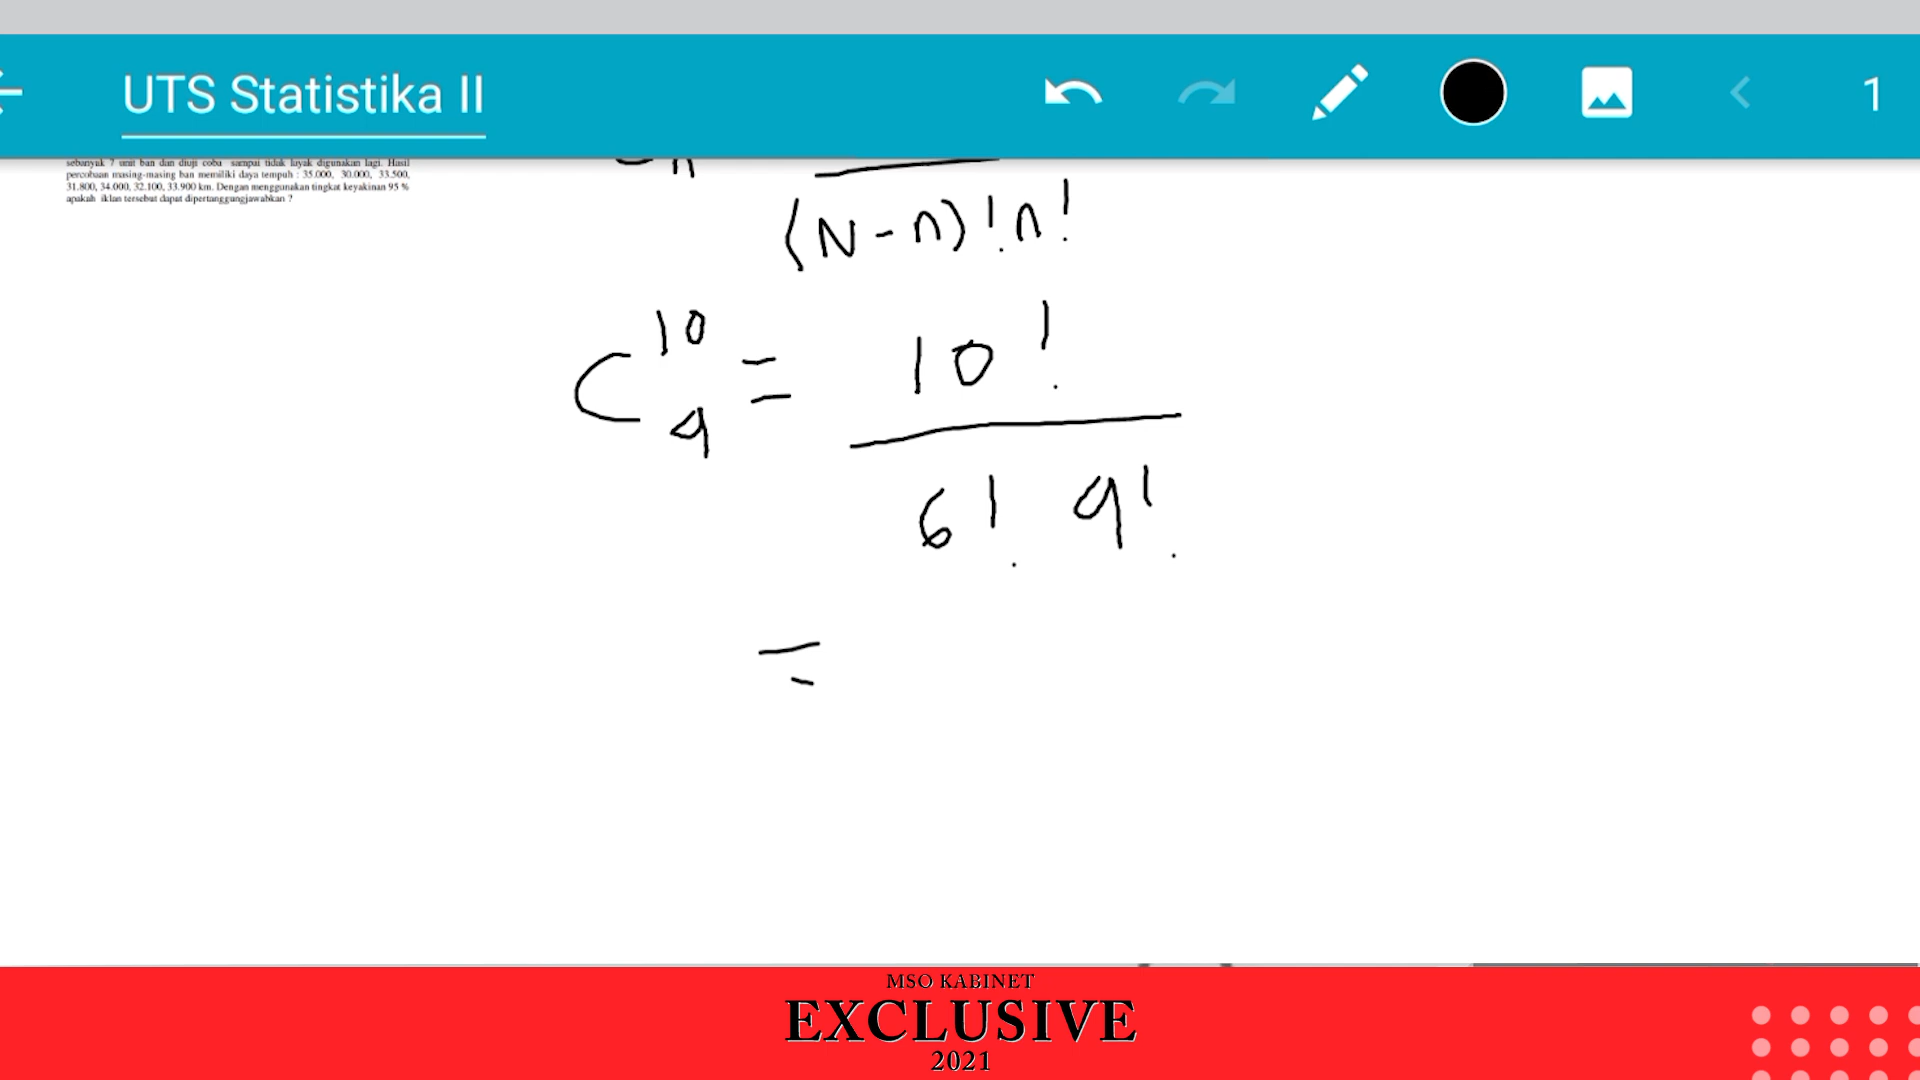 UTS Statistika II
1
sebanyak 7 unit ban dan diuji coba sampai tidak layak digunakan lagi. Hasil
percobaan masing-masing ban memiliki daya tempuh : 35.000, 30.000, 33.500,
31.800, 34.000, 32.100, 33.900 km. Dengan menggunakan tingkat keyakinan 95 %
apakah iklan tersebut dapat dipertanggungjawabkan ?
n
(N-n)!n!
C 10 4 = 10!
6! 4!
=
MSO KABINET
EXCLUSIVE
2021